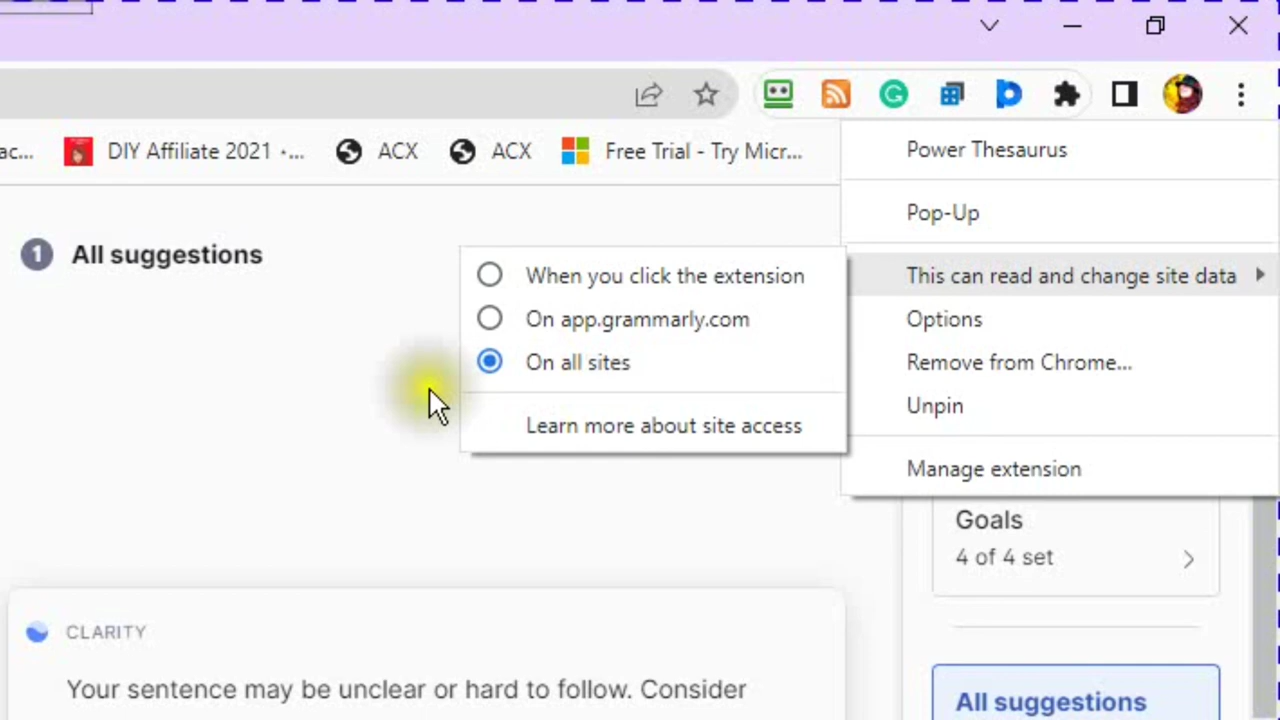 ac...
DIY Affiliate 2021 •...
ACX
ACX
Free Trial - Try Micr...
Power Thesaurus
Pop-Up
This can read and change site data
Options
Remove from Chrome...
Unpin
Manage extension
1 All suggestions
When you click the extension
On app.grammarly.com
On all sites
Learn more about site access
Goals
4 of 4 set
CLARITY
Your sentence may be unclear or hard to follow. Consider
All suggestions